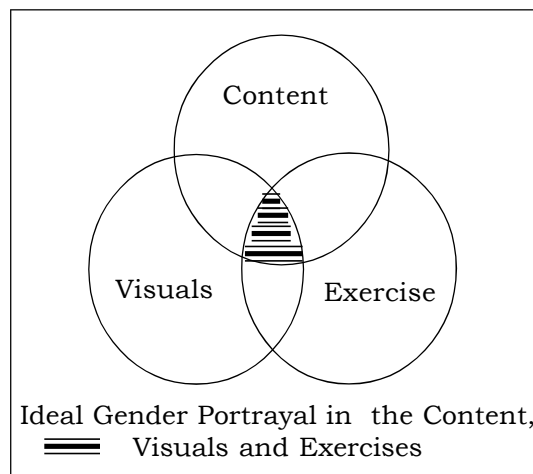 Content
Visuals
Exercise
Ideal Gender Portrayal in the Content,
Visuals and Exercises